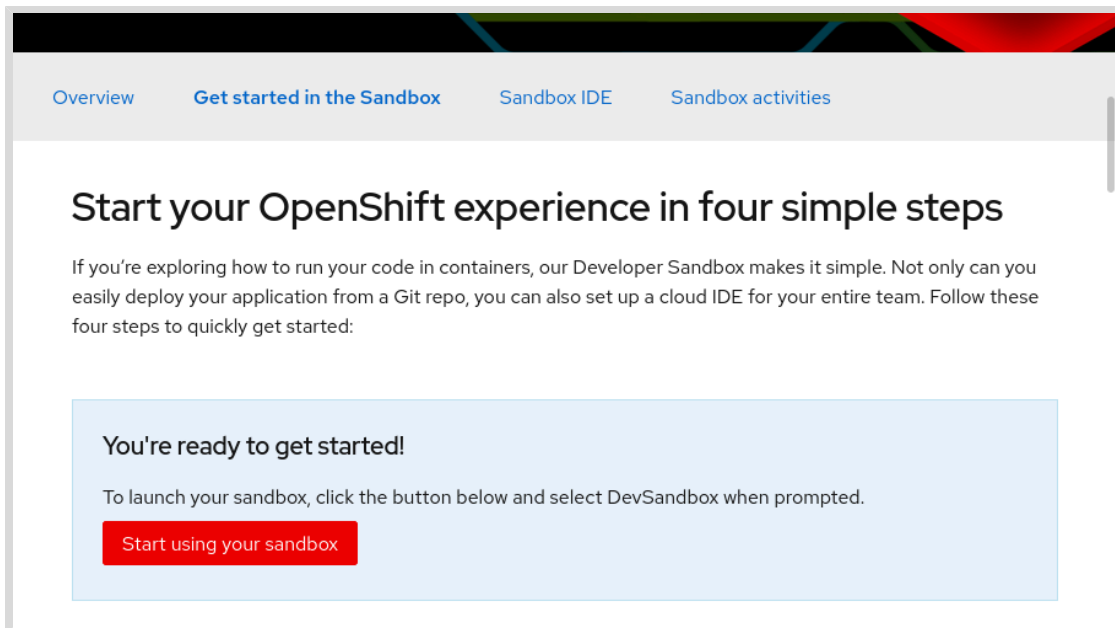 Overview Get started in the Sandbox Sandbox IDE Sandbox activities
Start your OpenShift experience in four simple steps
If you’re exploring how to run your code in containers, our Developer Sandbox makes it simple. Not only can you
easily deploy your application from a Git repo, you can also set up a cloud IDE for your entire team. Follow these
four steps to quickly get started:
You're ready to get started!
To launch your sandbox, click the button below and select DevSandbox when prompted.
Start using your sandbox